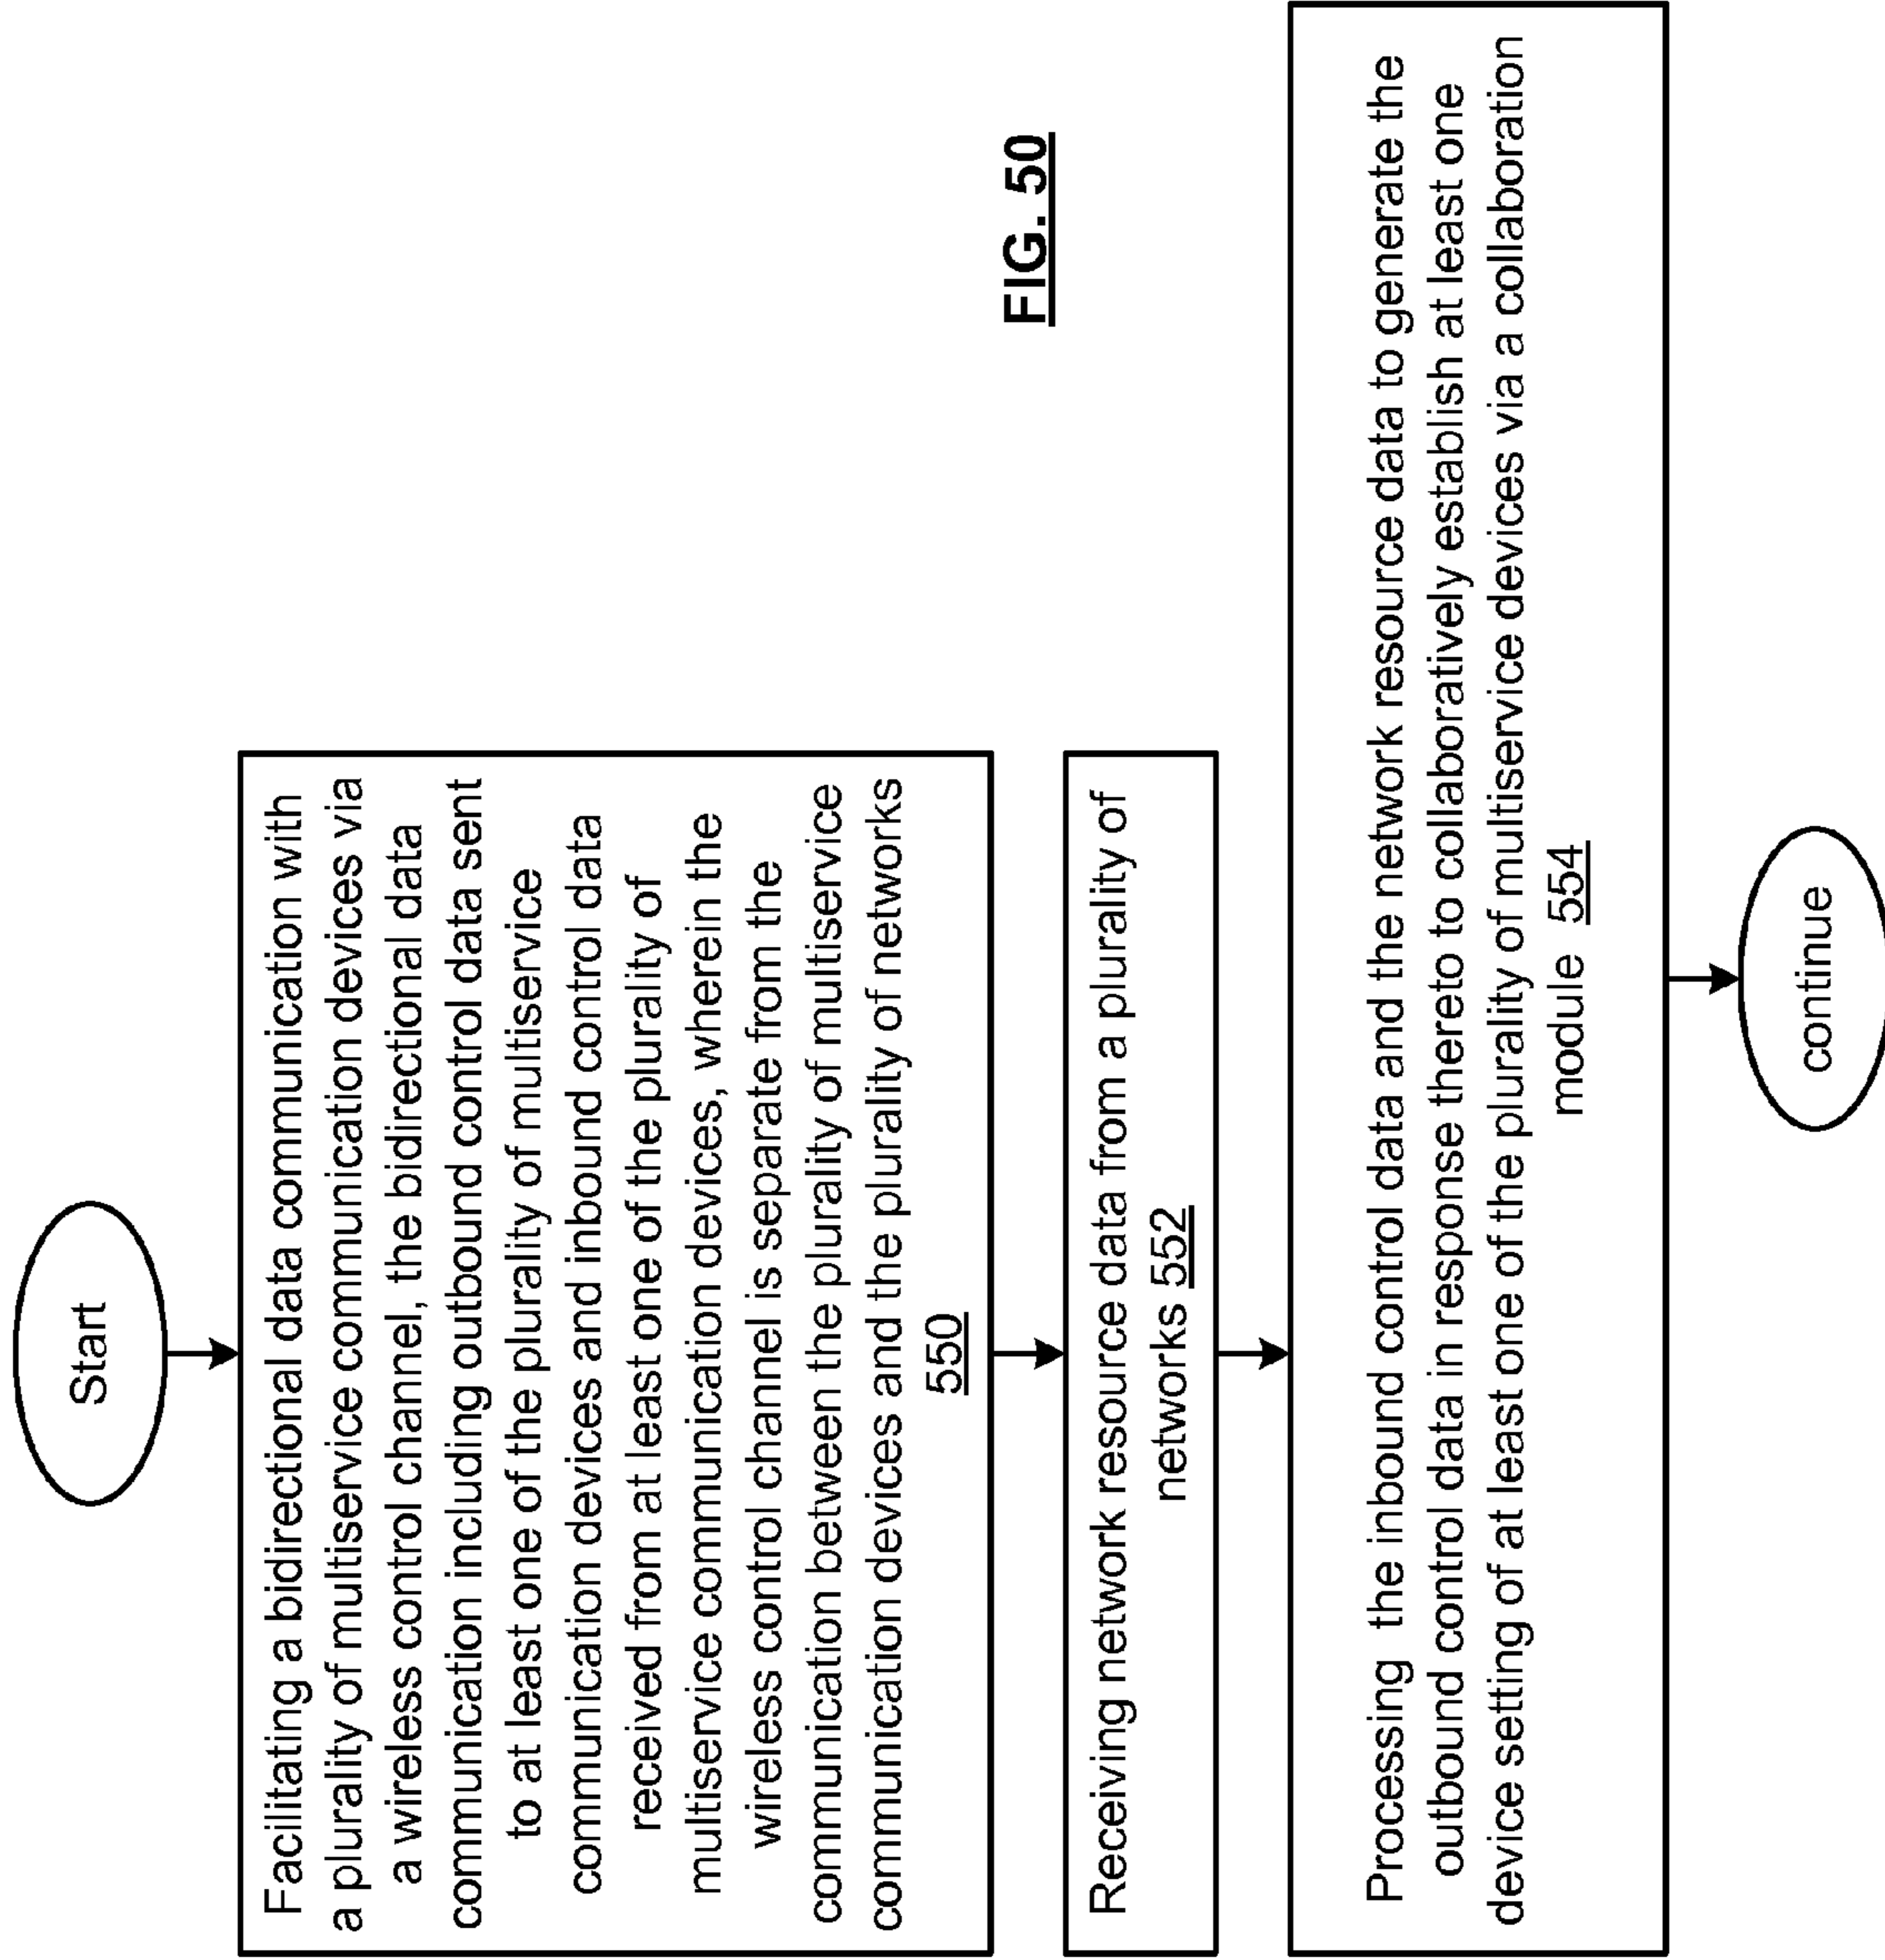 Start
Facilitating a bidirectional data communication with
a plurality of multiservice communication devices via
a wireless control channel, the bidirectional data
communication including outbound control data sent
to at least one of the plurality of multiservice
communication devices and inbound control data
received from at least one of the plurality of
multiservice communication devices, wherein the
wireless control channel is separate from the
communication between the plurality of multiservice
communication devices and the plurality of networks
550
Receiving network resource data from a plurality of
networks 552
Processing the inbound control data and the network resource data to generate the
outbound control data in response thereto to collaboratively establish at least one
device setting of at least one of the plurality of multiservice devices via a collaboration
module 554
continue
FIG. 50